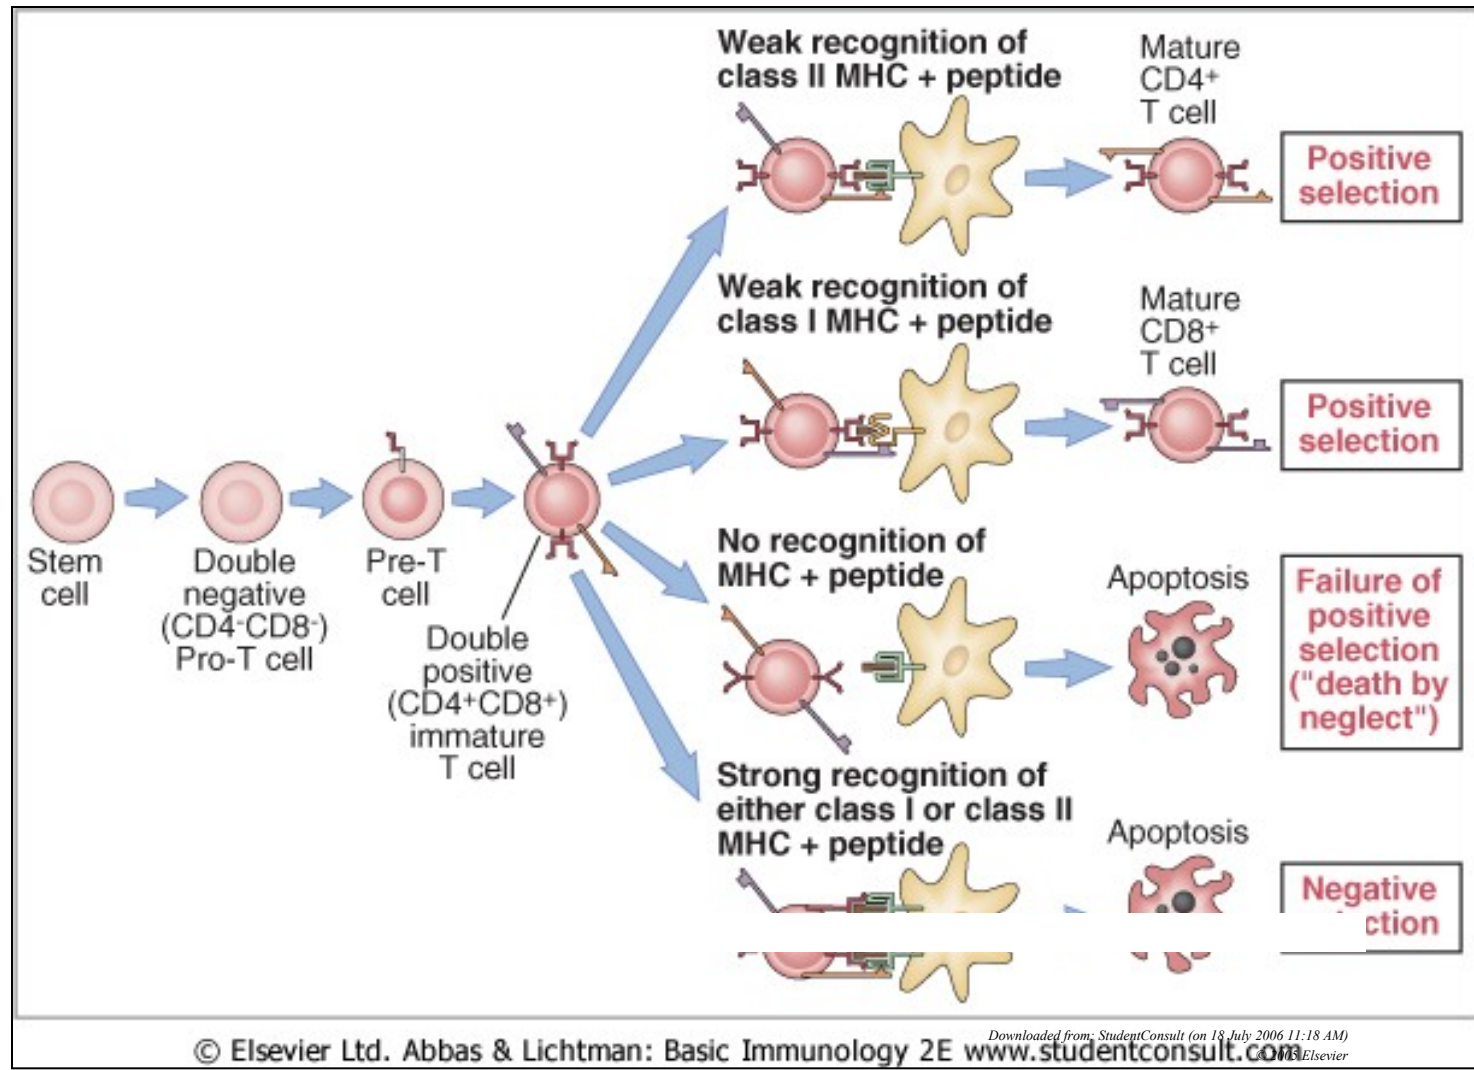 Weak recognition of
class II MHC + peptide
Mature
CD4+
T cell
Positive
selection
Weak recognition of
class I MHC + peptide
Mature
CD8+
T cell
Positive
selection
Stem
cell
Double
negative
(CD4-CD8-)
Pro-T cell
Pre-T
cell
Double
positive
(CD4+CD8+)
immature
T cell
No recognition of
MHC + peptide
Apoptosis
Failure of
positive
selection
("death by
neglect")
Strong recognition of
either class I or class II
MHC + peptide
Apoptosis
Negative
ction
Downloaded from: StudentConsult (on 18 July 2006 11:18 AM)
© Elsevier Ltd. Abbas & Lichtman: Basic Immunology 2E www.studentconsult.com
© 2005 Elsevier